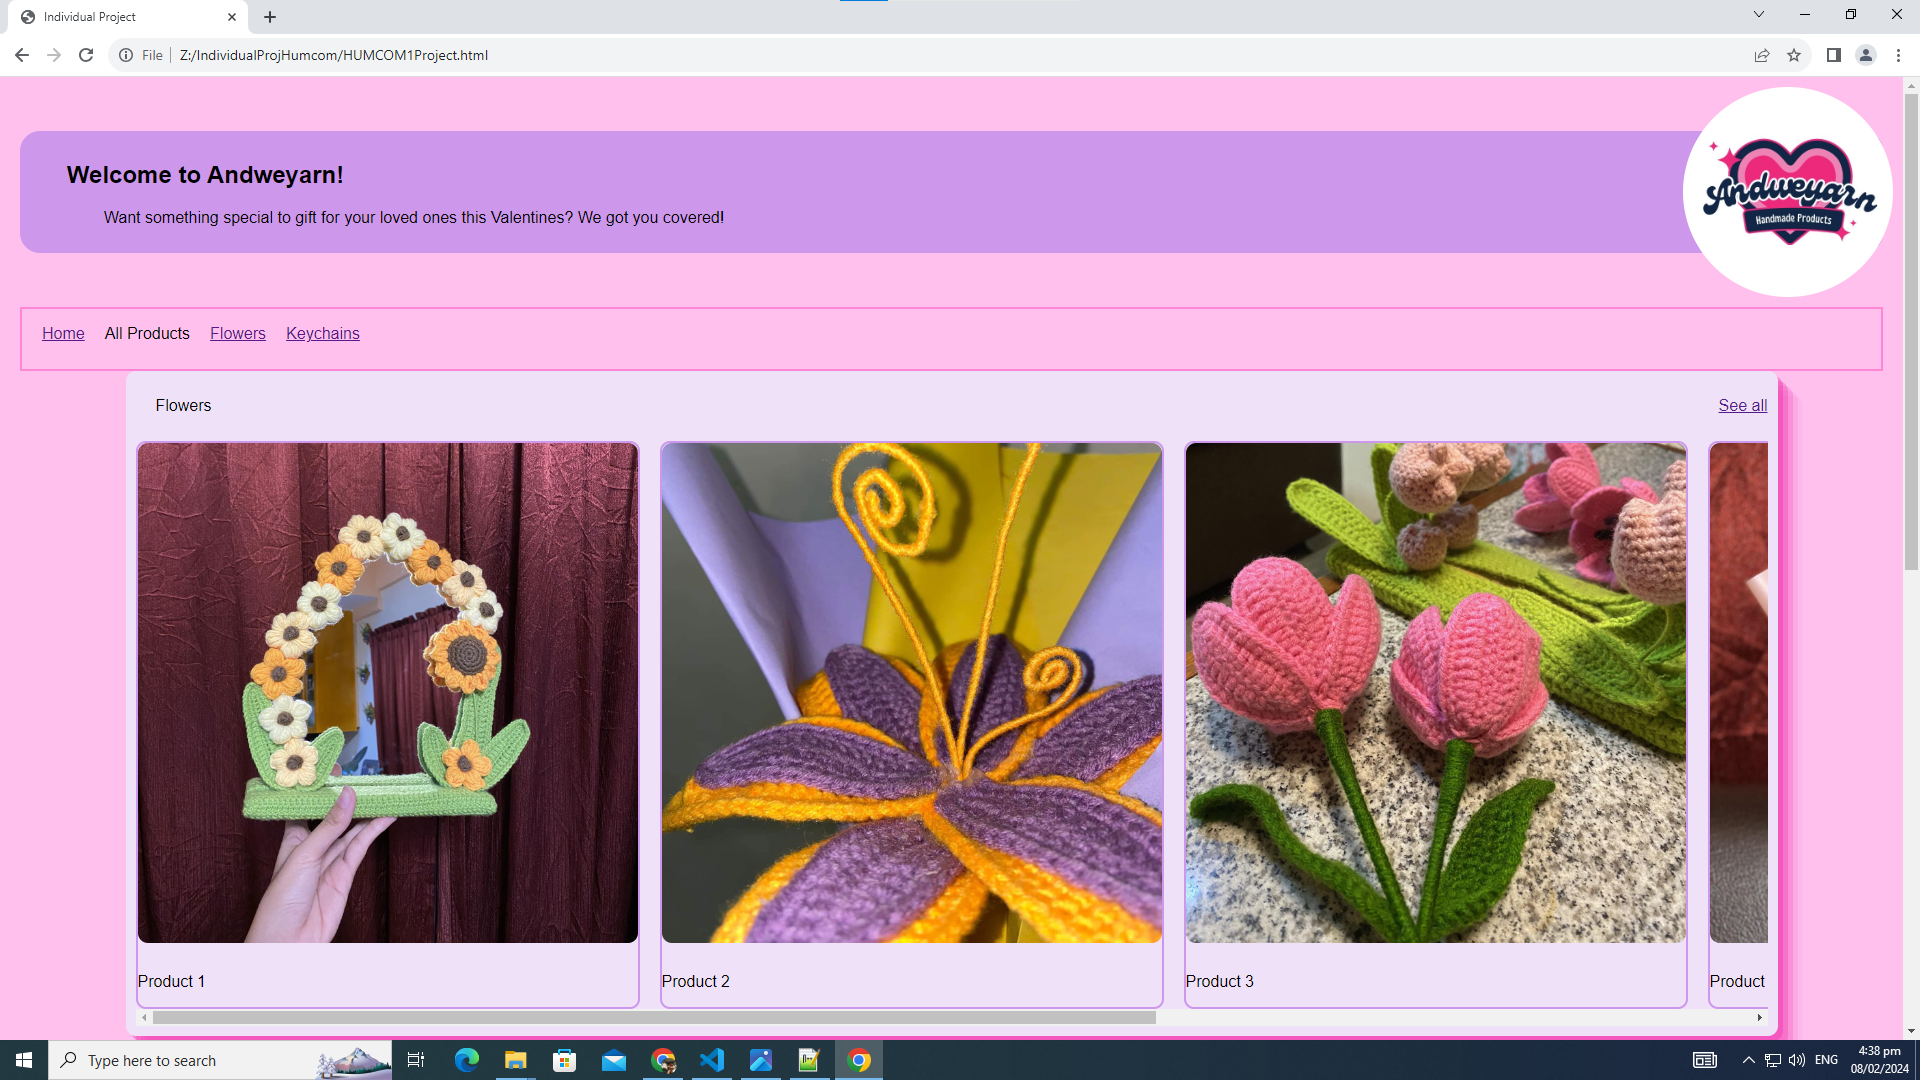 Individual Project
File
Z:/IndividualProjHumcom/HUMCOM1Project.html
Welcome to Andweyarn!
Want something special to gift for your loved ones this Valentines? We got you covered!
Andweyarn
Handmade Products
Home All Products Flowers Keychains
Flowers
See all
Product 1
Product 2
Product 3
Product
Type here to search
ENG
4:38 pm
08/02/2024